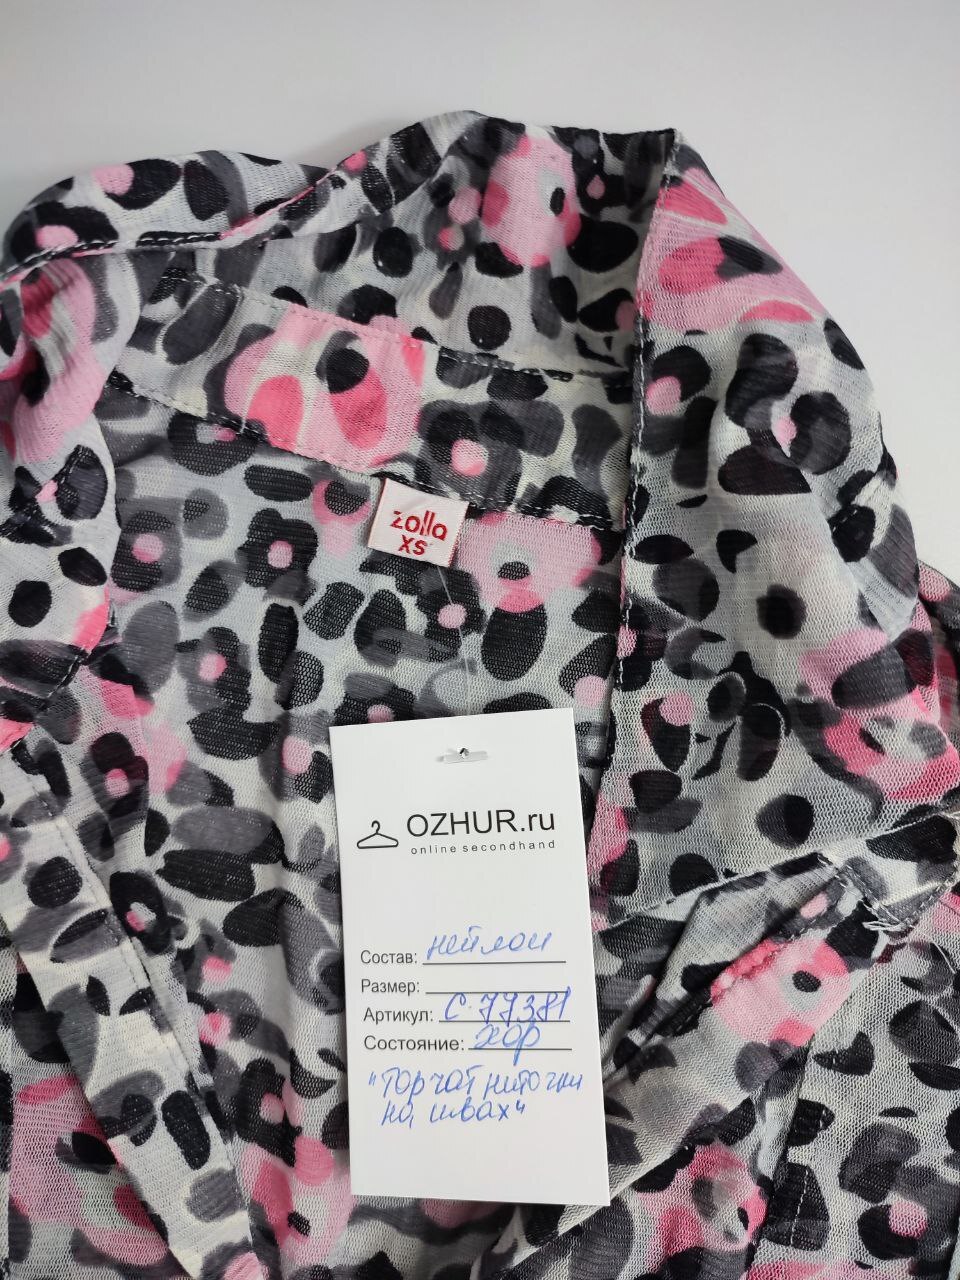 zolla
XS
OZHUR.ru
online secondhand
Состав: нейлон
Размер:
Артикул: С 77381
Состояние: хор
"торчат ниточки
на швах"